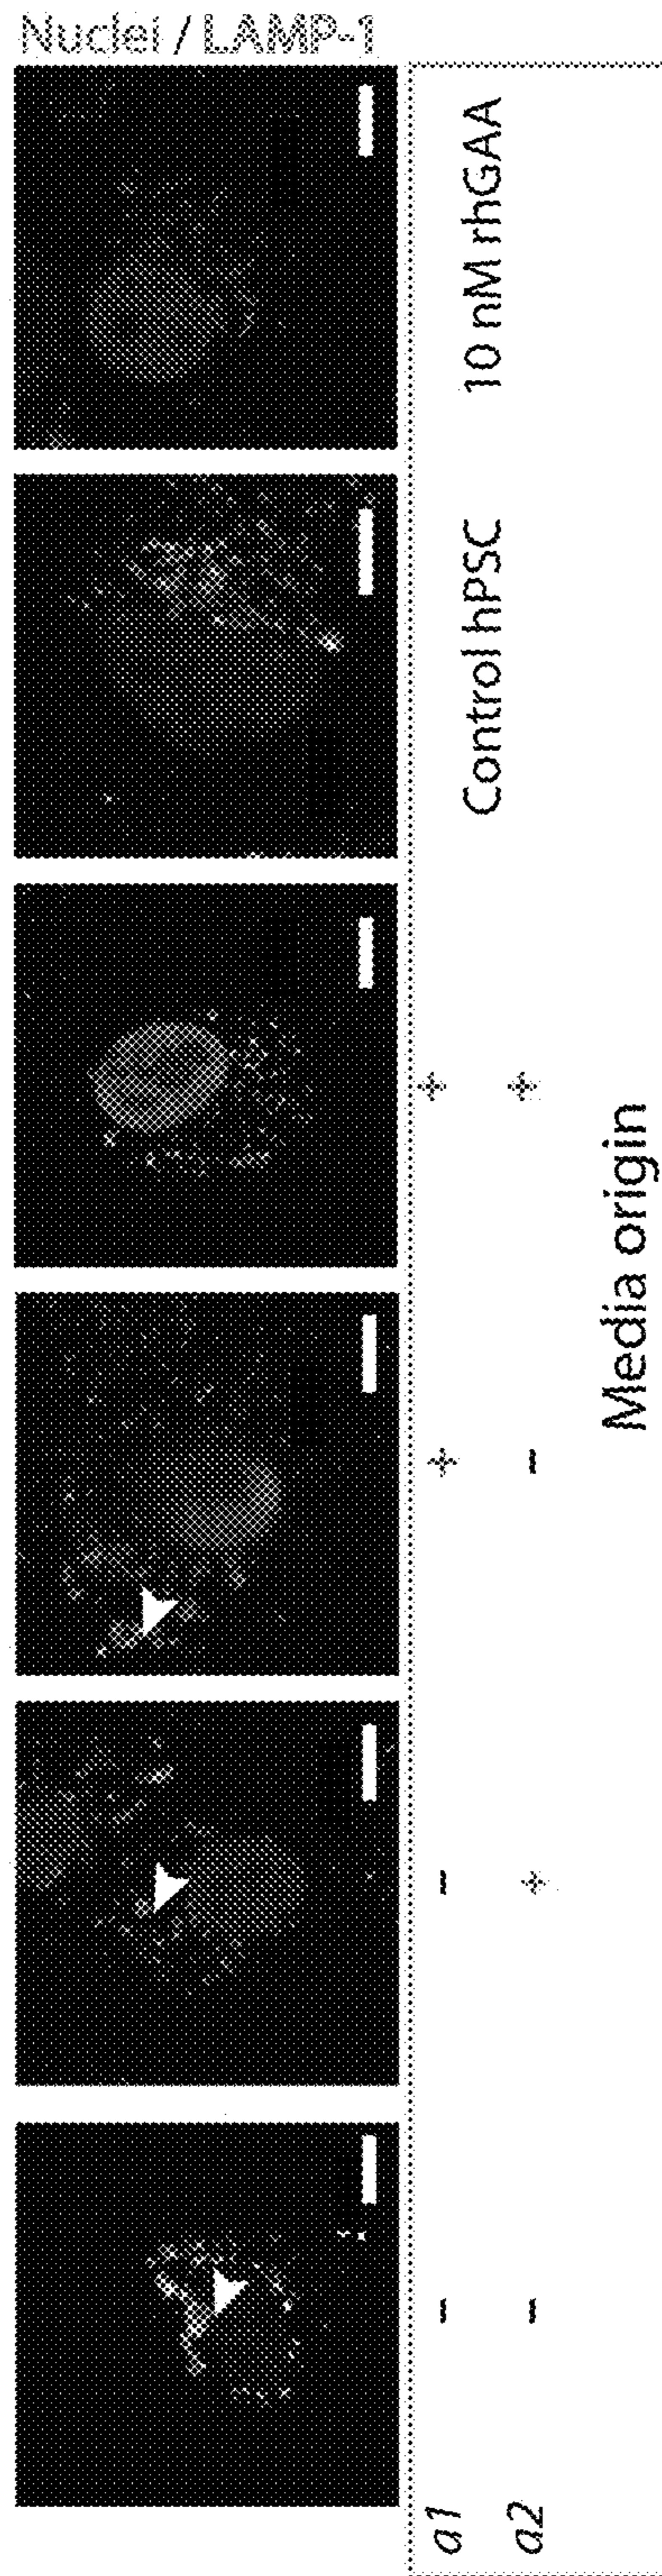 Nuclei / LAMP-1
a1 - - + + Control hPSC 10 nM rhGAA
a2 - + - +
Media origin